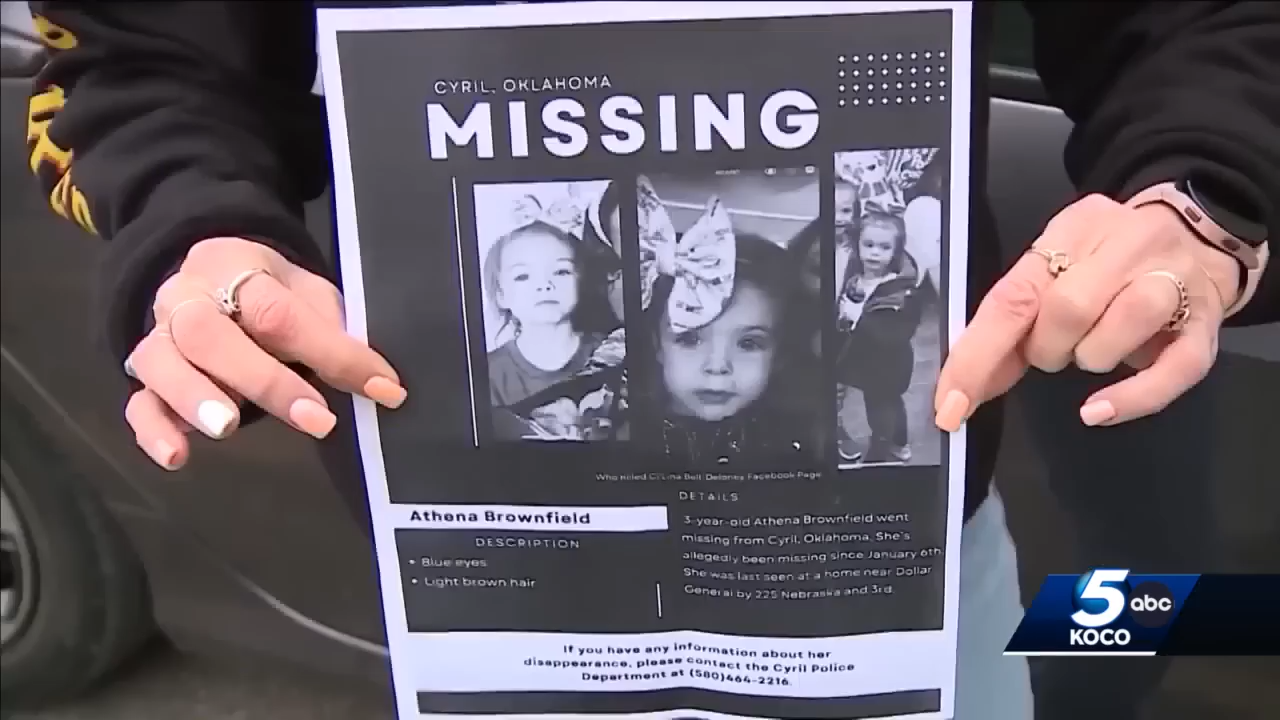 CYRIL, OKLAHOMA
MISSING
Who Killed Bell Delaney Facebook Page
Athena Brownfield
DESCRIPTION
• Blue eyes
• Light brown hair
DETAILS
3-year-old Athena Brownfield went
missing from Cyril, Oklahoma. She's
allegedly been missing since January 6th.
She was last seen at a home near Dollar
General by 225 Nebraska and 3rd.
If you have any information about her
disappearance, please contact the Cyril Police
Department at (580)464-2216.
5 abc
KOCO